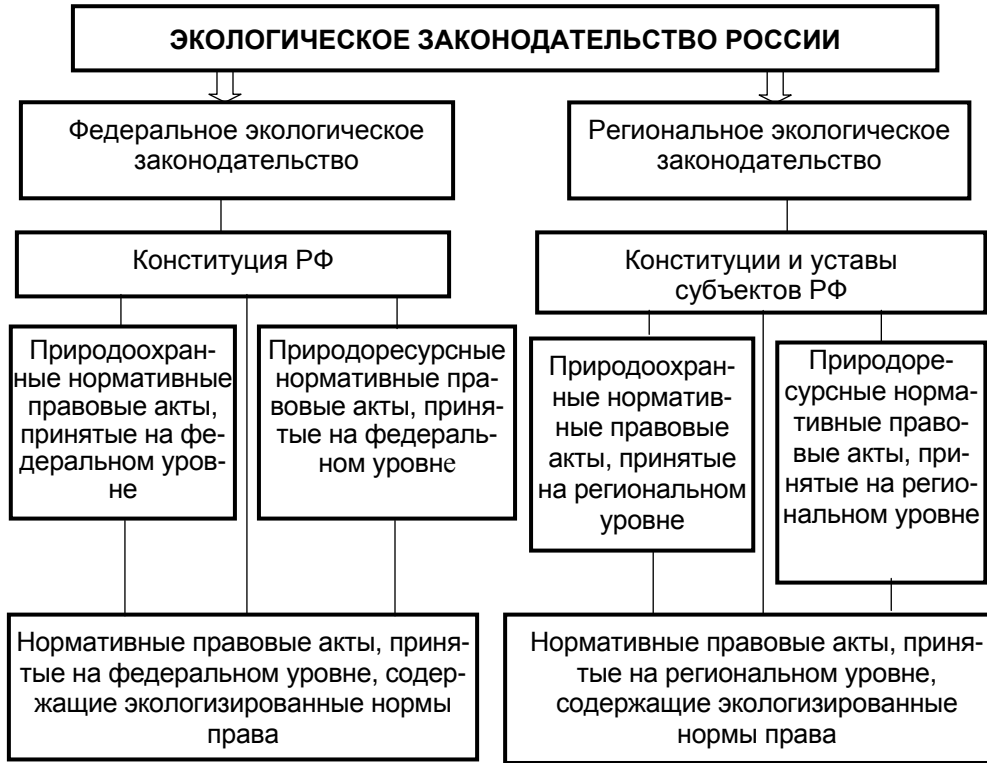 ЭКОЛОГИЧЕСКОЕ ЗАКОНОДАТЕЛЬСТВО РОССИИ
Федеральное экологическое
законодательство
Региональное экологическое
законодательство
Конституция РФ
Конституции и уставы
субъектов РФ
Природоохран-
ные нормативные
правовые акты,
принятые на фе-
деральном уров-
не
Природоресурсные
нормативные пра-
вовые акты, приня-
тые на федераль-
ном уровне
Природоохран-
ные норматив-
ные правовые
акты, принятые
на региональном
уровне
Природоре-
сурсные норма-
тивные право-
вые акты, при-
нятые на регио-
нальном уровне
Нормативные правовые акты, приня-
тые на федеральном уровне, содер-
жащие экологизированные нормы
права
Нормативные правовые акты, приня-
тые на региональном уровне,
содержащие экологизированные
нормы права